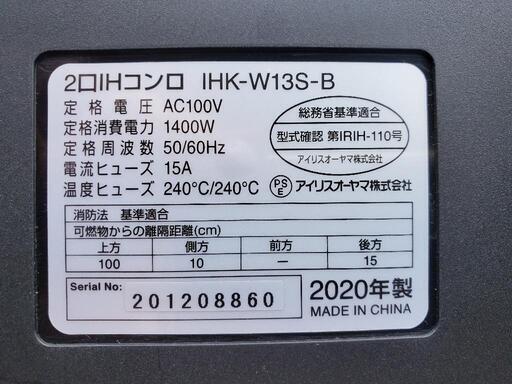 2口IHコンロ IHK-W13S-B
定格電圧 AC100V
定格消費電力 1400W
定格周波数 50/60Hz
電流ヒューズ 15A
温度ヒューズ 240℃/240℃
総務省基準適合
型式確認 第IRIH-110号
アイリスオーヤマ株式会社
PSE アイリスオーヤマ株式会社
消防法 基準適合
可燃物からの離隔距離(cm)
上方 側方 前方 後方
100 10 - 15
Serial No: 201208860
2020年製
MADE IN CHINA